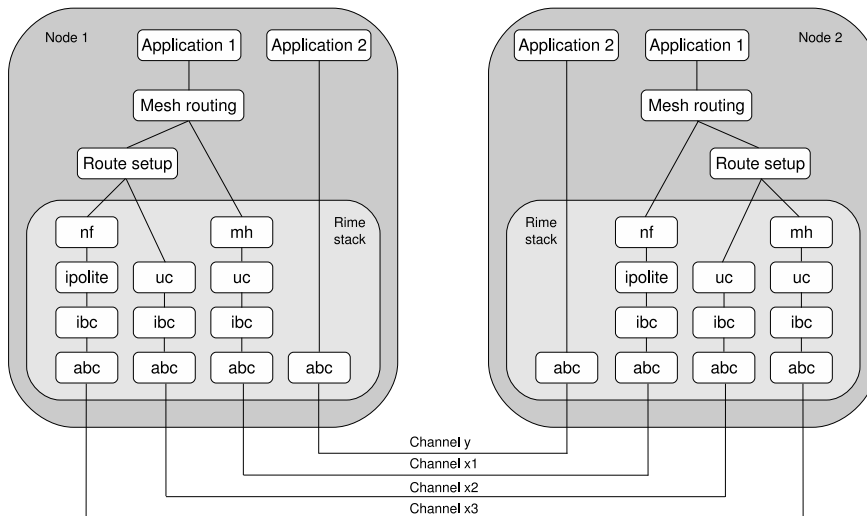 Node 1
Application 1
Application 2
Mesh routing
Route setup
Rime
stack
nf
mh
ipolite
uc
uc
ibc
ibc
ibc
abc
abc
abc
abc
Application 2
Application 1
Node 2
Mesh routing
Route setup
Rime
stack
nf
mh
ipolite
uc
uc
ibc
ibc
ibc
abc
abc
abc
abc
Channel y
Channel x1
Channel x2
Channel x3